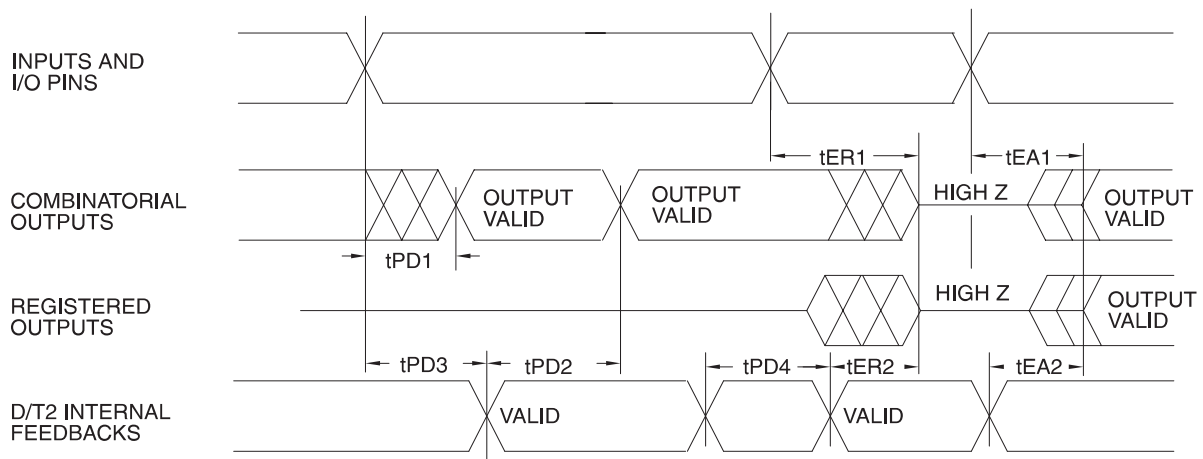 INPUTS AND
I/O PINS
tER1
tEA1
COMBINATORIAL
OUTPUTS
OUTPUT
VALID
OUTPUT
VALID
HIGH Z
OUTPUT
VALID
tPD1
REGISTERED
OUTPUTS
HIGH Z
OUTPUT
VALID
tPD3
tPD2
tPD4
tER2
tEA2
D/T2 INTERNAL
FEEDBACKS
VALID
VALID